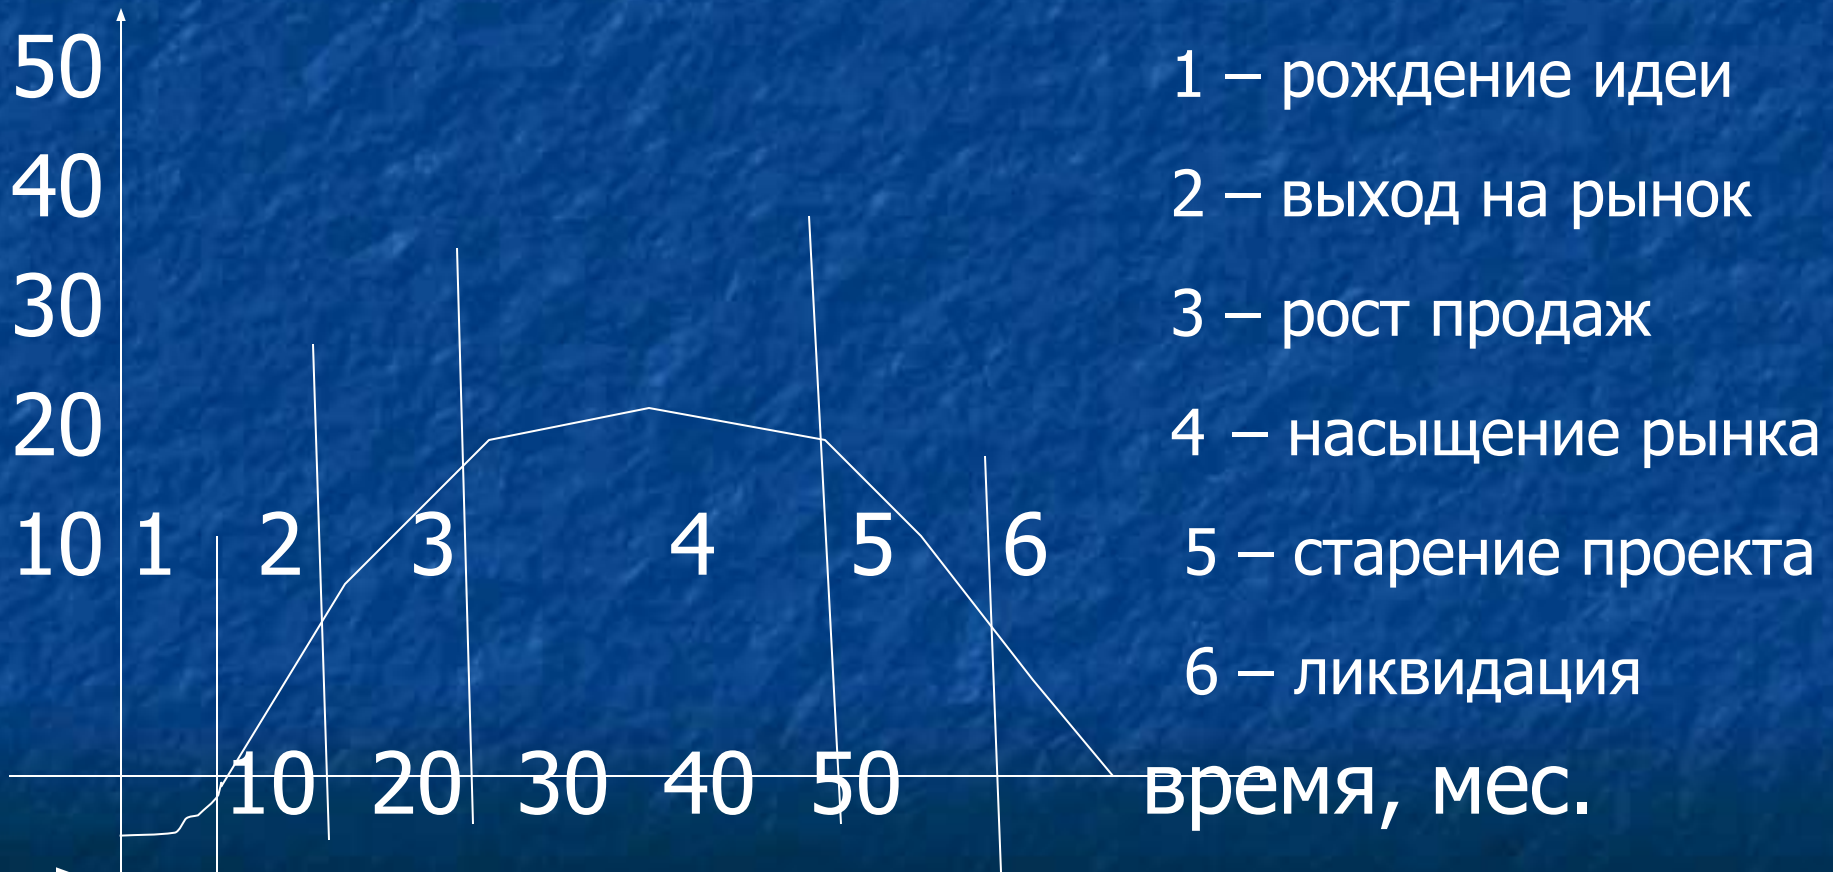 50 1 – рождение идеи
40 2 – выход на рынок
30 3 – рост продаж
20 4 – насыщение рынка
10 1 2 3 4 5 6 5 – старение проекта
6 – ликвидация
10 20 30 40 50 время, мес.